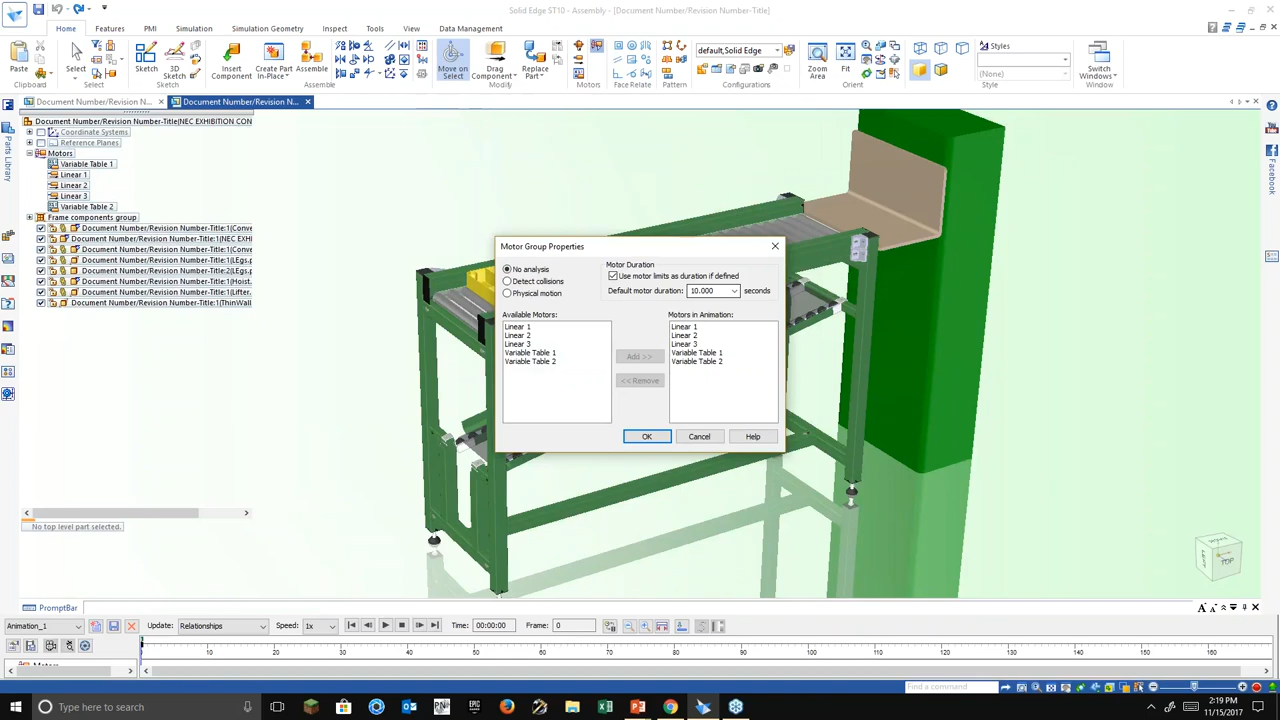 Solid Edge ST10 - Assembly - [Document Number/Revision Number-Title]
Home
Features
PMI
Simulation
Simulation Geometry
Inspect
Tools
View
Data Management
Paste
Select
Sketch
3D Sketch
Insert Component
Create Part In-Place
Assemble
Move on Select
Drag Component
Replace Part
default,Solid Edge
Zoom Area
Fit
Styles
(None)
Switch Windows
Clipboard
Select
Sketch
Assemble
Modify
Motors
Face Relate
Pattern
Configurations
Orient
Style
Window
Document Number/Revision N...
Document Number/Revision N...
Document Number/Revision Number-Title(NEC EXHIBITION CON
Coordinate Systems
Reference Planes
Motors
Variable Table 1
Linear 1
Linear 2
Linear 3
Variable Table 2
Frame components group
Document Number/Revision Number-Title:1(Conve
Document Number/Revision Number-Title:1(NEC EXH
Document Number/Revision Number-Title:1(Conve
Document Number/Revision Number-Title:1(LEgs.p
Document Number/Revision Number-Title:2(LEgs.p
Document Number/Revision Number-Title:1(Hoist.
Document Number/Revision Number-Title:1(Lifter.
Document Number/Revision Number-Title:1(ThinWall
No top level part selected.
Parts Library
YouTube
Facebook
Motor Group Properties
No analysis
Detect collisions
Physical motion
Motor Duration
Use motor limits as duration if defined
Default motor duration: 10.000 seconds
Available Motors:
Linear 1
Linear 2
Linear 3
Variable Table 1
Variable Table 2
Add >>
<< Remove
Motors in Animation:
Linear 1
Linear 2
Linear 3
Variable Table 1
Variable Table 2
OK
Cancel
Help
LEFT
TOP
PromptBar
Animation_1
Update: Relationships
Speed: 1x
Time: 00:00:00
Frame: 0
10 20 30 40 50 60 70 80 90 100 110 120 130 140 150 160
Motors
Find a command
Type here to search
2:19 PM
11/15/2017